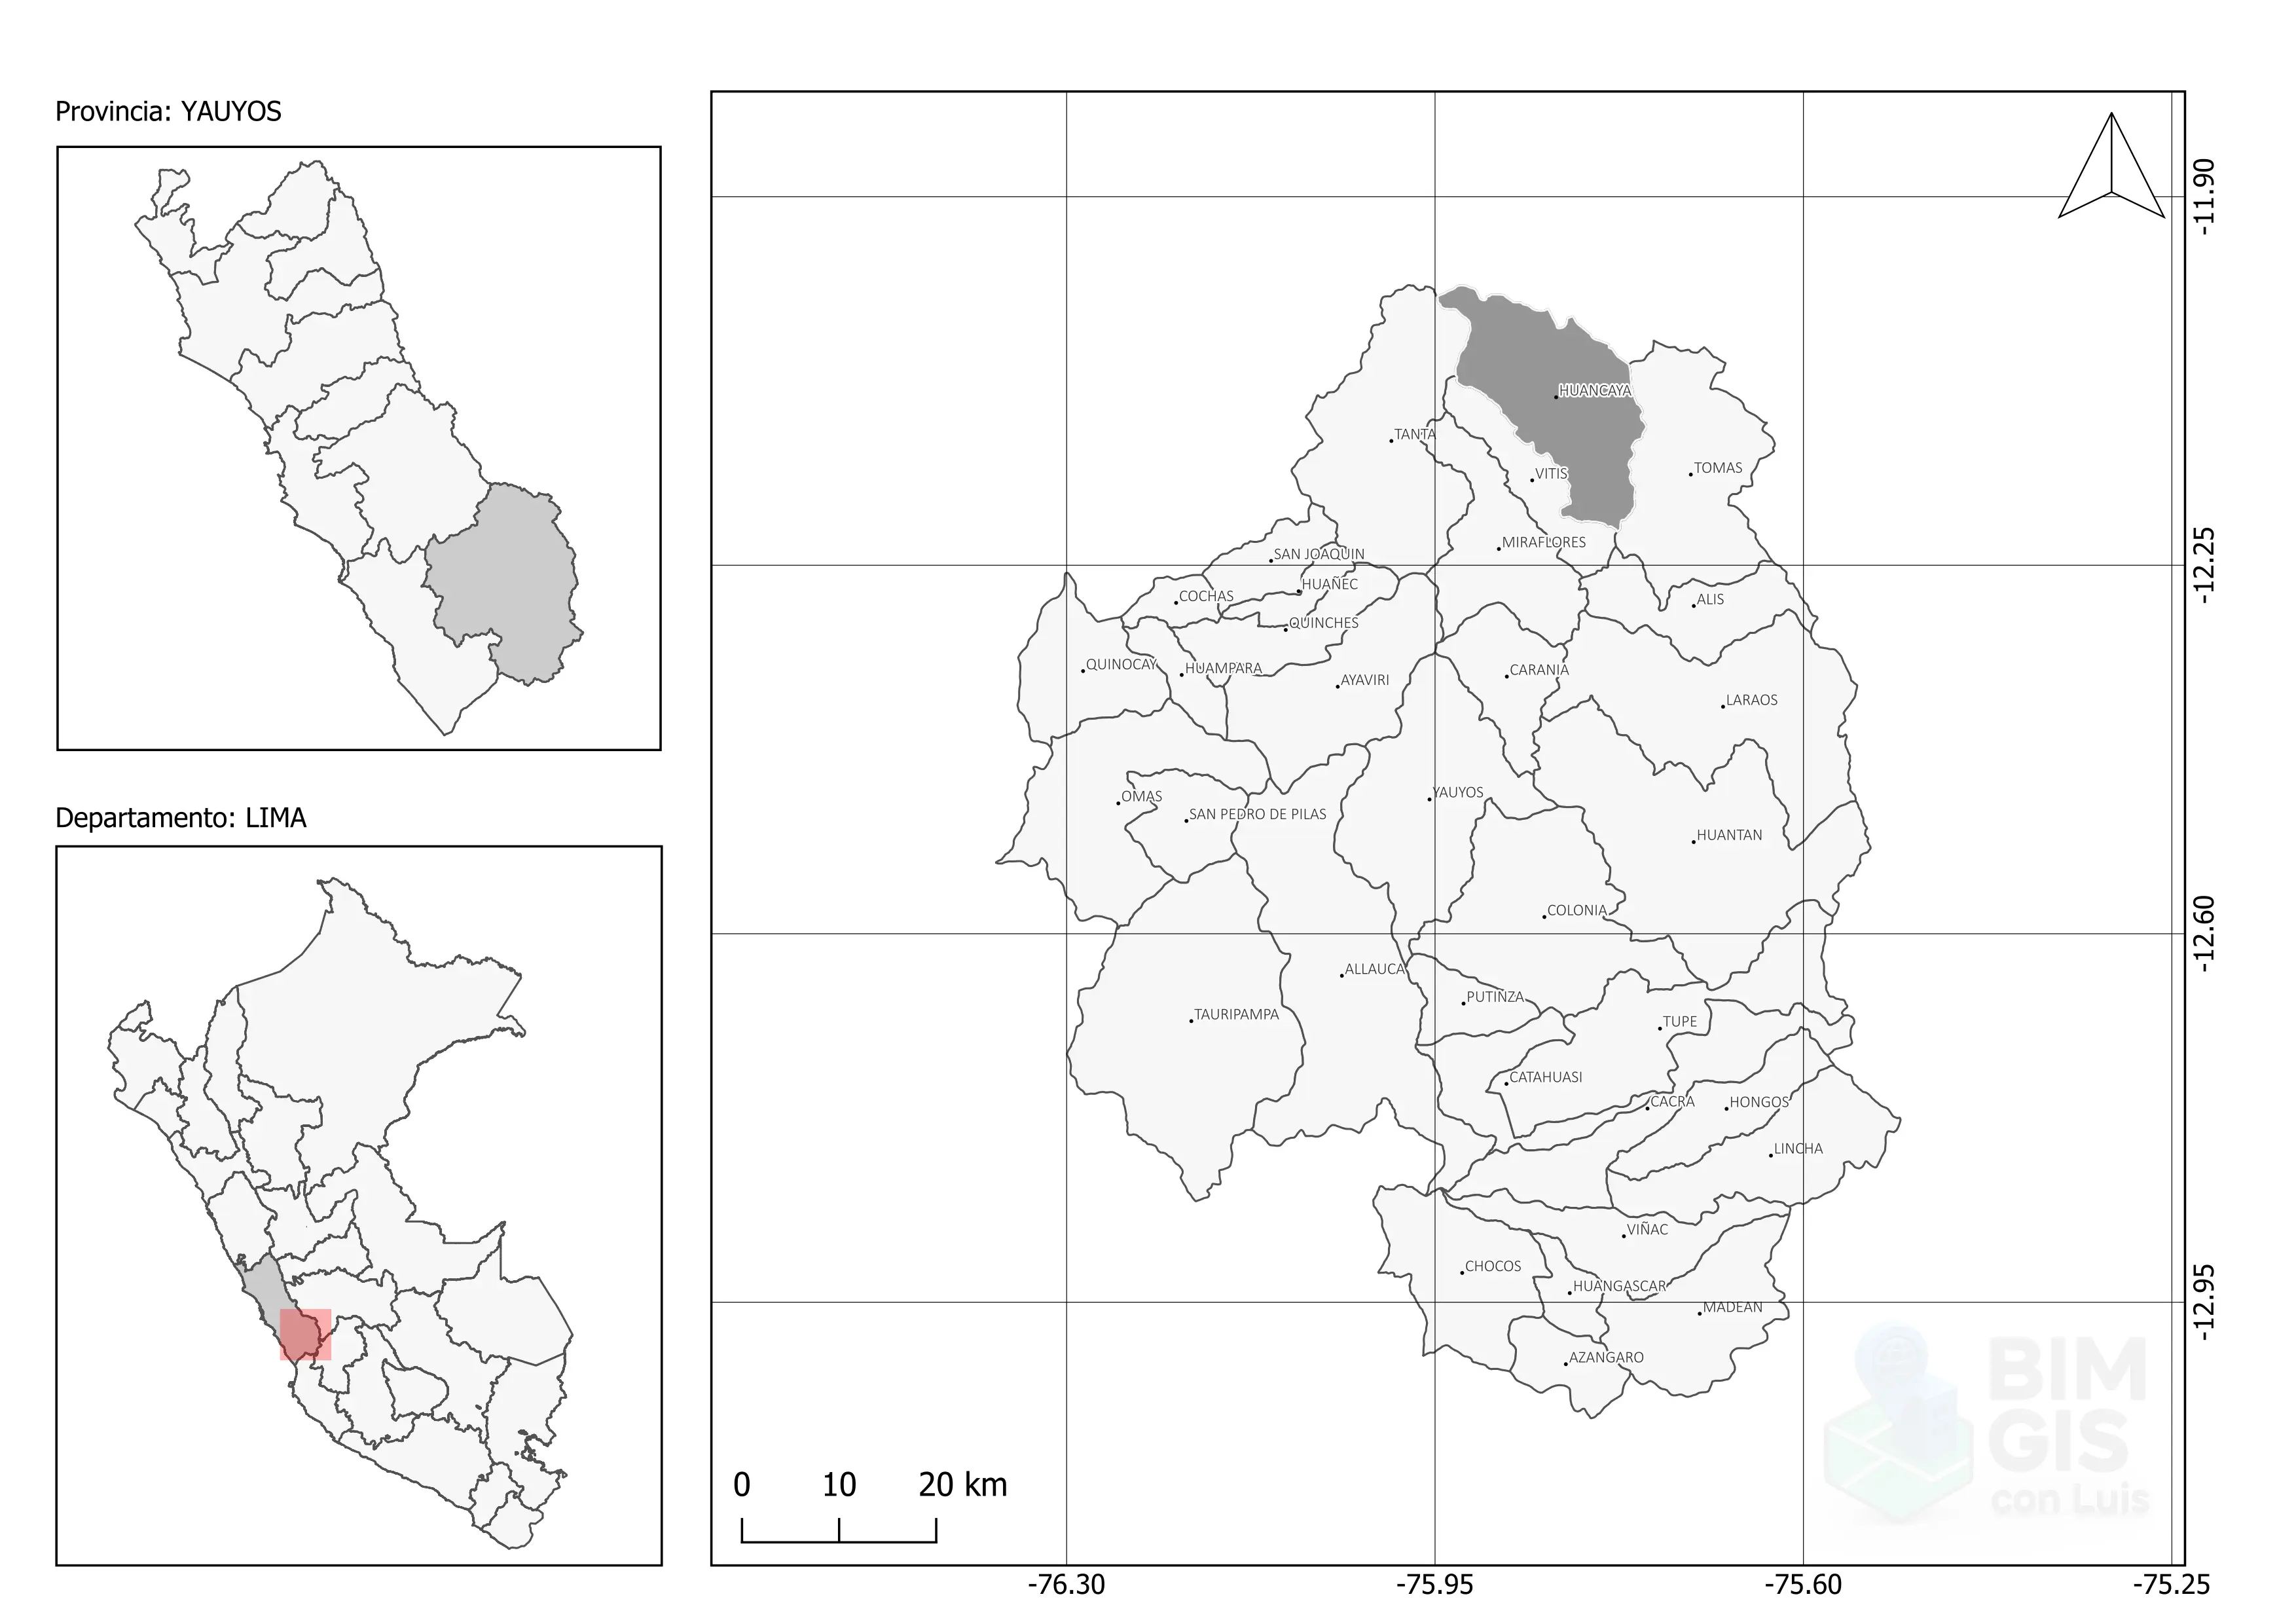 Provincia: YAUYOS
Departamento: LIMA
-11.90
-12.25
-12.60
-12.95
-76.30
-75.95
-75.60
-75.25
HUANCAYA
TANTA
TOMAS
VITIS
MIRAFLORES
SAN JOAQUIN
HUAÑEC
COCHAS
ALIS
QUINCHES
QUINOCAY
HUAMPARA
AYAVIRI
CARANIA
LARAOS
OMAS
SAN PEDRO DE PILAS
YAUYOS
HUANTAN
COLONIA
ALLAUCA
PUTINZA
TAURIPAMPA
TUPE
CATAHUASI
CACRA
HONGOS
LINCHA
VIÑAC
CHOCOS
HUANGASCAR
MADEAN
AZANGARO
0 10 20 km
BIM
GIS
con Luis